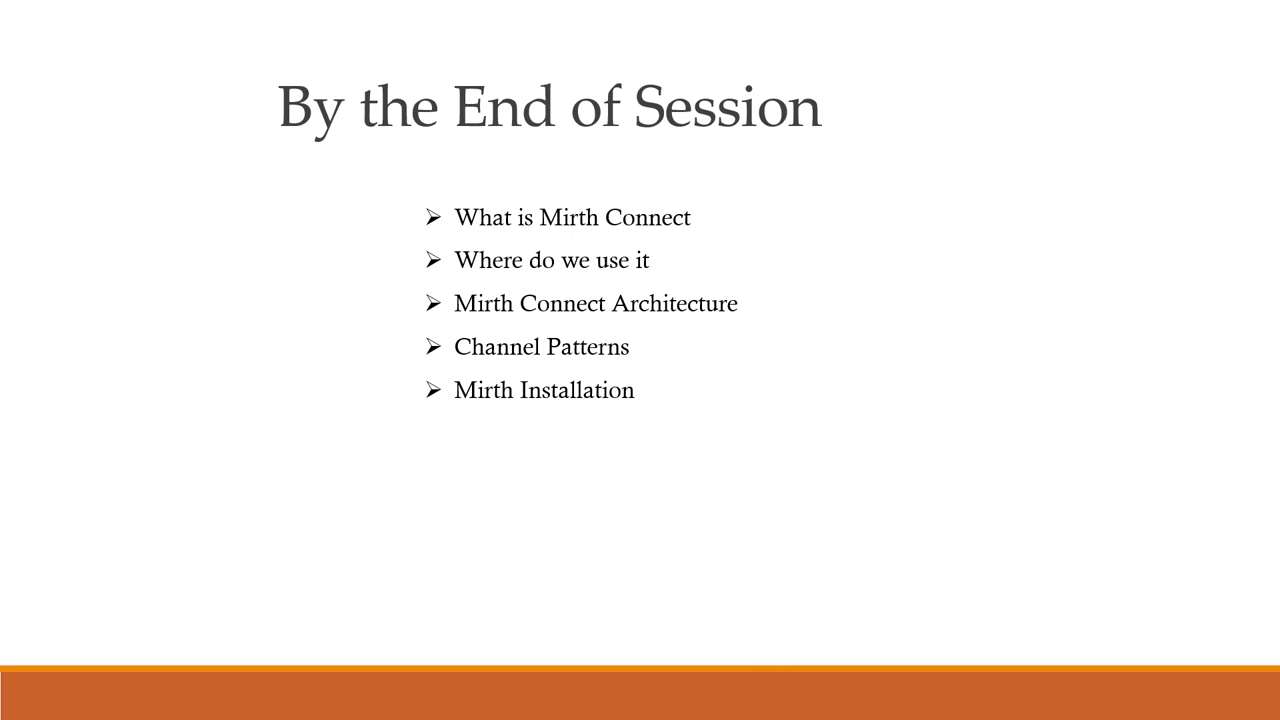 By the End of Session
➢ What is Mirth Connect
➢ Where do we use it
➢ Mirth Connect Architecture
➢ Channel Patterns
➢ Mirth Installation